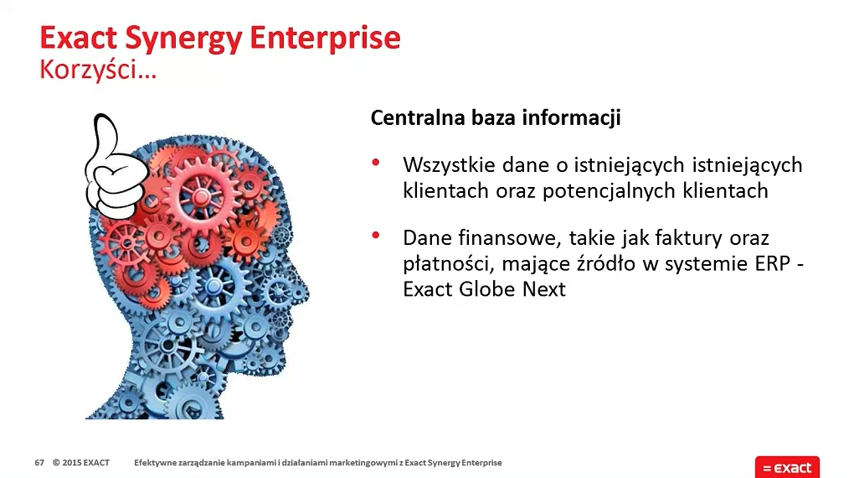 Exact Synergy Enterprise
Korzyści...
Centralna baza informacji
• Wszystkie dane o istniejących istniejących
klientach oraz potencjalnych klientach
• Dane finansowe, takie jak faktury oraz
płatności, mające źródło w systemie ERP -
Exact Globe Next
67 © 2015 EXACT Efektywne zarządzanie kampaniami i działaniami marketingowymi z Exact Synergy Enterprise
= exact